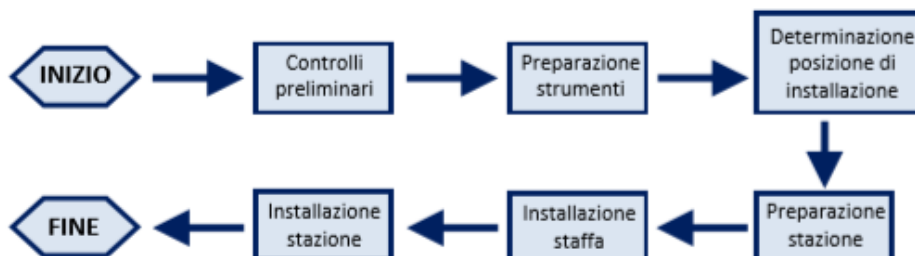 INIZIO
Controlli
preliminari
Preparazione
strumenti
Determinazione
posizione di
installazione
Preparazione
stazione
Installazione
staffa
Installazione
stazione
FINE